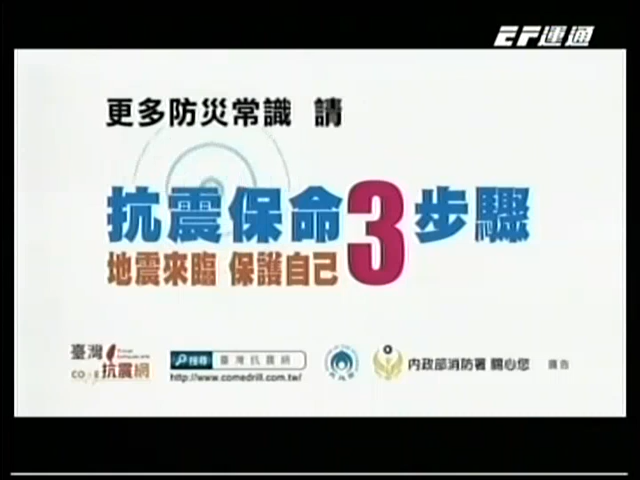 EF運通
更多防災常識 請
抗震保命3步驟
地震來臨 保護自己
臺灣
抗震網
搜尋 臺灣抗震網
http://www.comedrill.com.tw/
內政部消防署 關心您
廣告